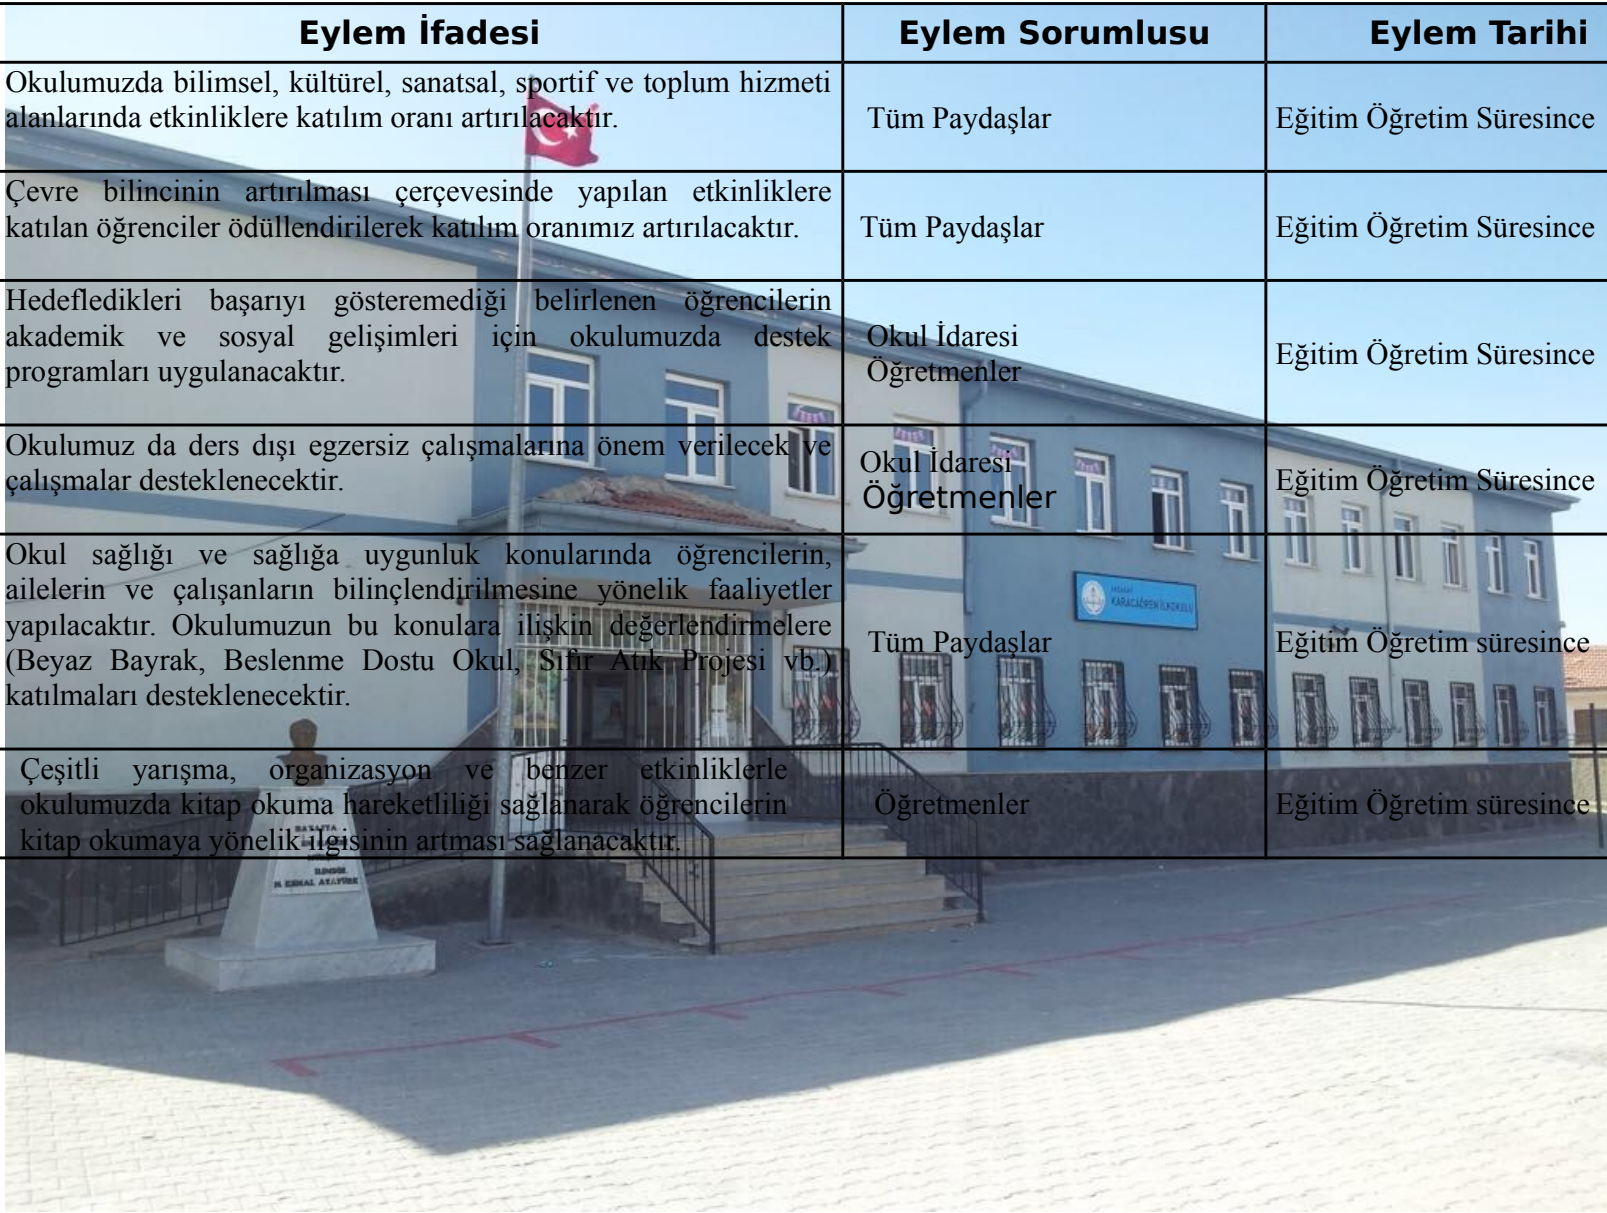 Eylem İfadesi Eylem Sorumlusu Eylem Tarihi
Okulumuzda bilimsel, kültürel, sanatsal, sportif ve toplum hizmeti
alanlarında etkinliklere katılım oranı artırılacaktır.
Tüm Paydaşlar
Eğitim Öğretim Süresince
Çevre bilincinin artırılması çerçevesinde yapılan etkinliklere
katılan öğrenciler ödüllendirilerek katılım oranımız artırılacaktır.
Tüm Paydaşlar
Eğitim Öğretim Süresince
Hedefledikleri başarıyı gösteremediği belirlenen öğrencilerin
akademik ve sosyal gelişimleri için okulumuzda destek
programları uygulanacaktır.
Okul İdaresi
Öğretmenler
Eğitim Öğretim Süresince
Okulumuz da ders dışı egzersiz çalışmalarına önem verilecek ve
çalışmalar desteklenecektir.
Okul İdaresi
Öğretmenler
Eğitim Öğretim Süresince
Okul sağlığı ve sağlığa uygunluk konularında öğrencilerin,
ailelerin ve çalışanların bilinçlendirilmesine yönelik faaliyetler
yapılacaktır. Okulumuzun bu konulara ilişkin değerlendirmelere
(Beyaz Bayrak, Beslenme Dostu Okul, Sıfır Atık Projesi vb.)
katılmaları desteklenecektir.
Tüm Paydaşlar
Eğitim Öğretim süresince
Çeşitli yarışma, organizasyon ve benzer etkinliklerle
okulumuzda kitap okuma hareketliliği sağlanarak öğrencilerin
kitap okumaya yönelik ilgisinin artması sağlanacaktır.
Öğretmenler
Eğitim Öğretim süresince
KARACAÖREN İLKOKULU
K. KEMAL ATATÜRK